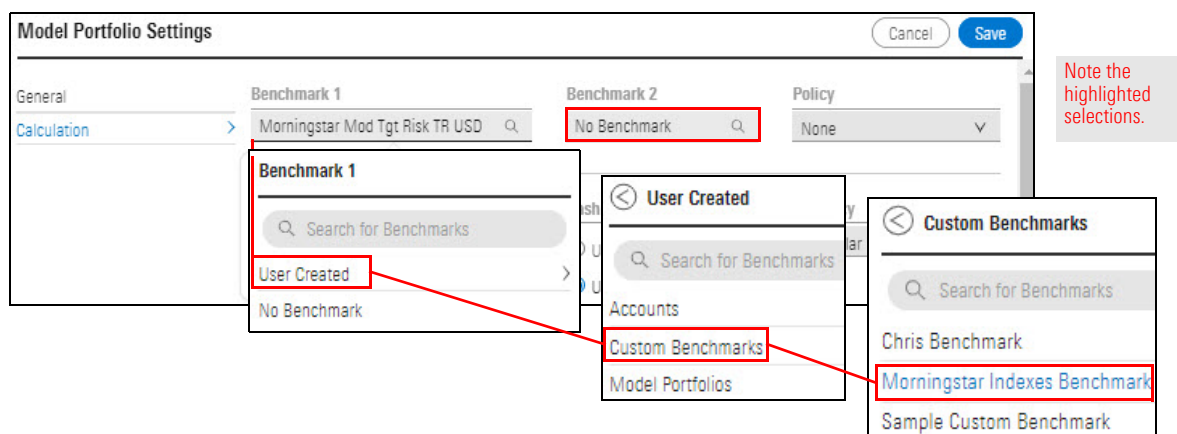 Model Portfolio Settings
Cancel
Save
Note the
highlighted
selections.
General
Calculation
Benchmark 1
Benchmark 2
Policy
Morningstar Mod Tgt Risk TR USD
No Benchmark
None
Benchmark 1
Search for Benchmarks
User Created
No Benchmark
User Created
Search for Benchmarks
Accounts
Custom Benchmarks
Model Portfolios
Custom Benchmarks
Search for Benchmarks
Chris Benchmark
Morningstar Indexes Benchmark
Sample Custom Benchmark